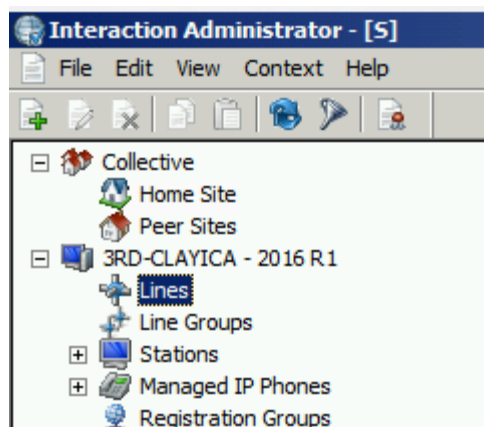 Interaction Administrator - [S]
File Edit View Context Help
Collective
Home Site
Peer Sites
3RD-CLAYICA - 2016 R1
Lines
Line Groups
Stations
Managed IP Phones
Registration Groups